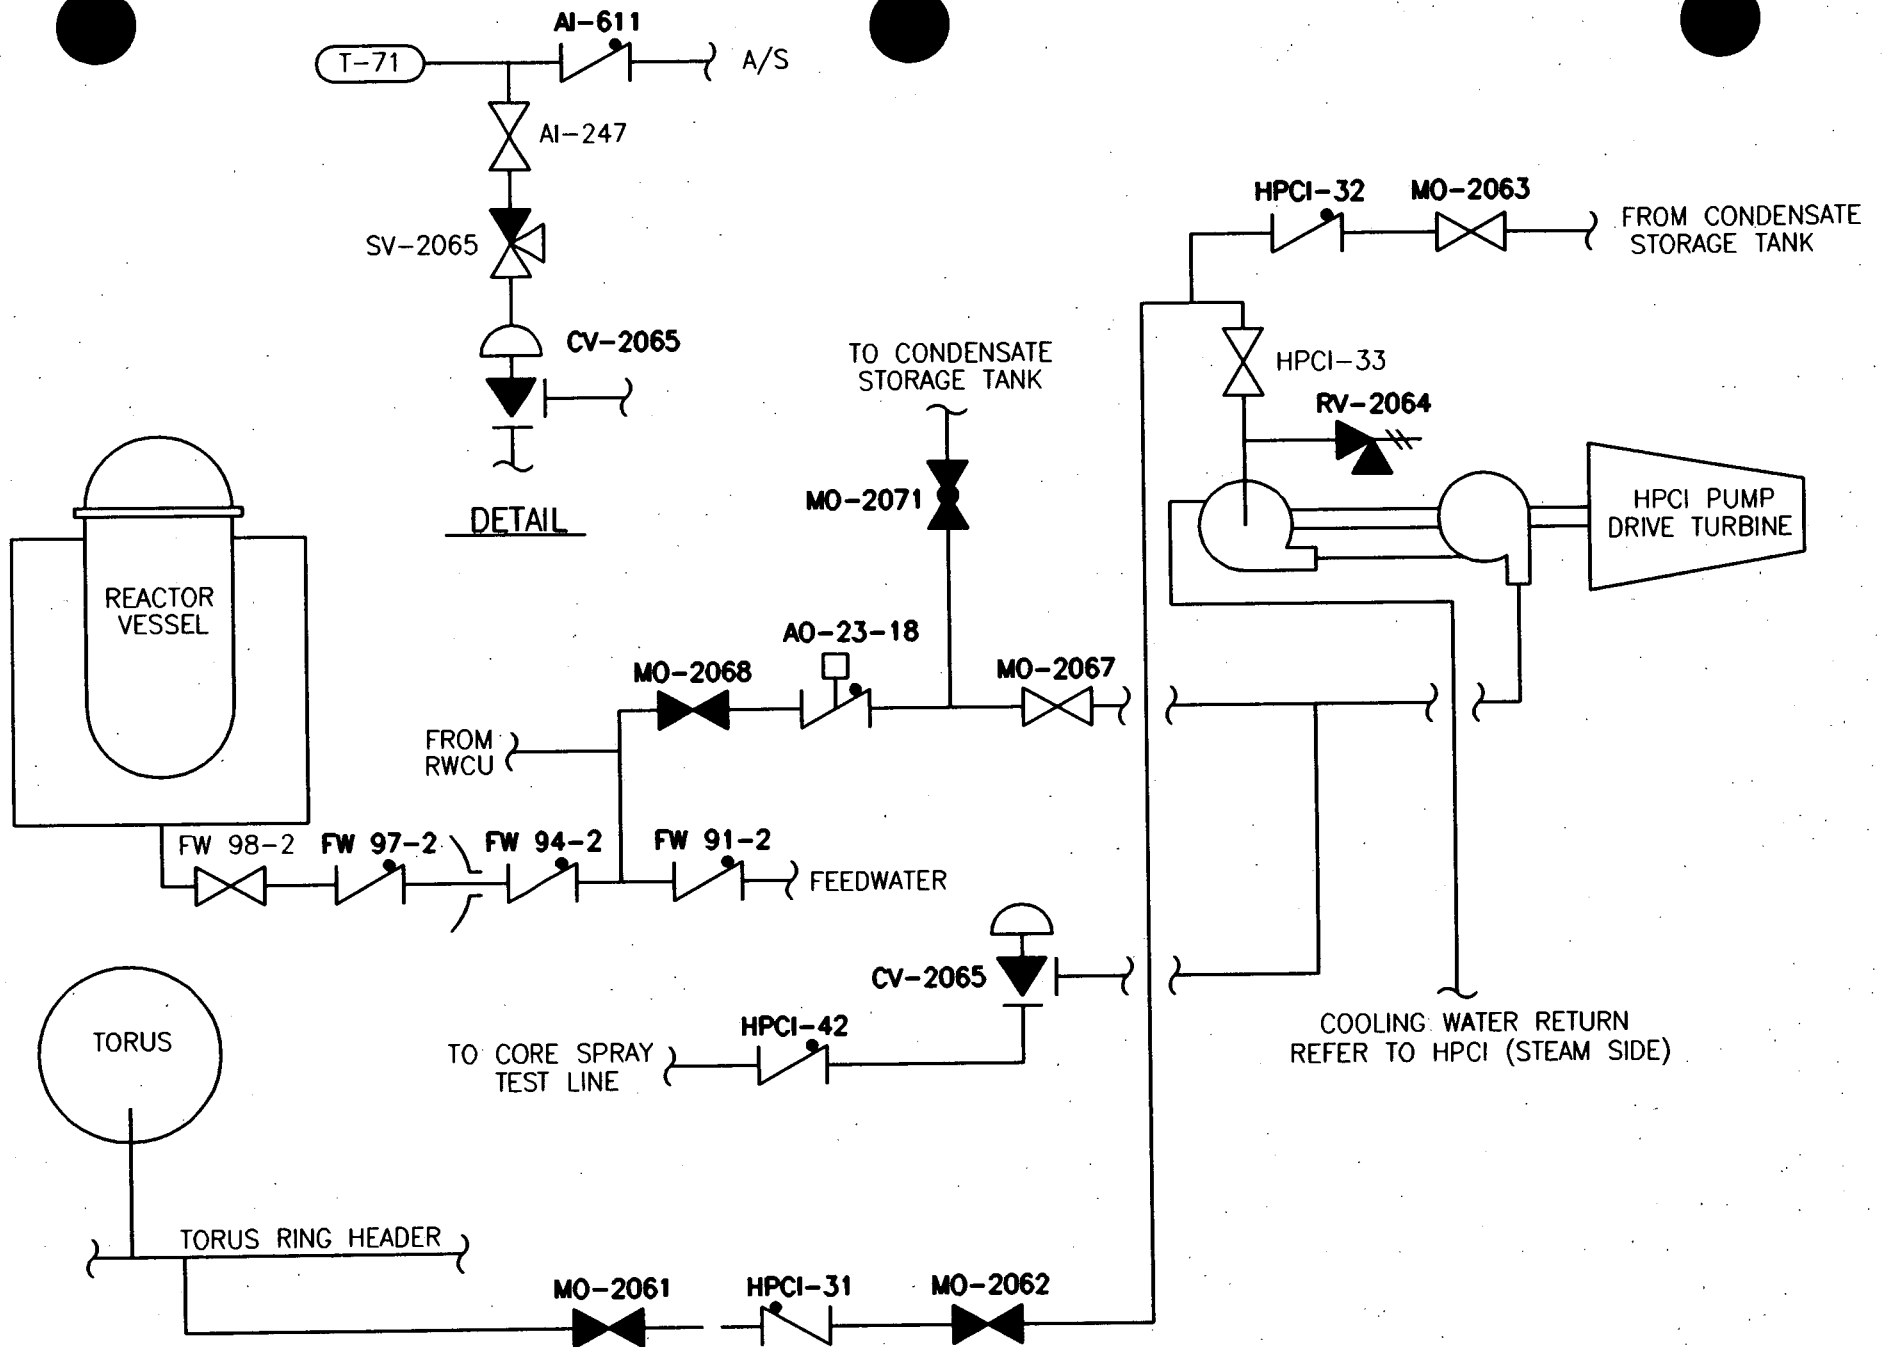 AI-611
T-71
A/S
AI-247
SV-2065
CV-2065
DETAIL
HPCI-32
MO-2063
FROM CONDENSATE
STORAGE TANK
HPCI-33
RV-2064
TO CONDENSATE
STORAGE TANK
MO-2071
HPCI PUMP
DRIVE TURBINE
REACTOR
VESSEL
AO-23-18
MO-2068
MO-2067
FROM
RWCU
FW 98-2
FW 97-2
FW 94-2
FW 91-2
FEEDWATER
CV-2065
HPCI-42
TO CORE SPRAY
TEST LINE
COOLING WATER RETURN
REFER TO HPCI (STEAM SIDE)
TORUS
TORUS RING HEADER
MO-2061
HPCI-31
MO-2062